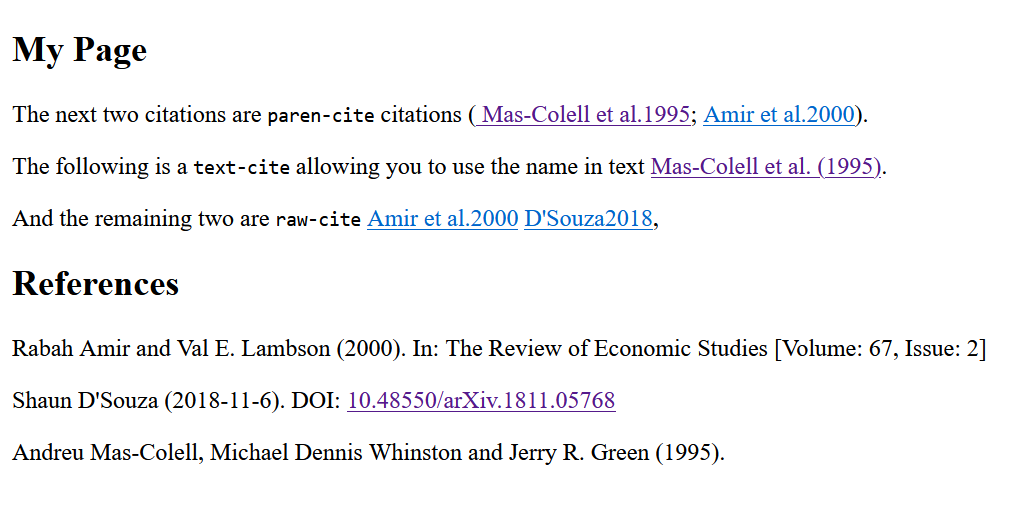 My Page
The next two citations are paren-cite citations ( Mas-Colell et al.1995; Amir et al.2000).
The following is a text-cite allowing you to use the name in text Mas-Colell et al. (1995).
And the remaining two are raw-cite Amir et al.2000 D'Souza2018,
References
Rabah Amir and Val E. Lambson (2000). In: The Review of Economic Studies [Volume: 67, Issue: 2]
Shaun D'Souza (2018-11-6). DOI: 10.48550/arXiv.1811.05768
Andreu Mas-Colell, Michael Dennis Whinston and Jerry R. Green (1995).